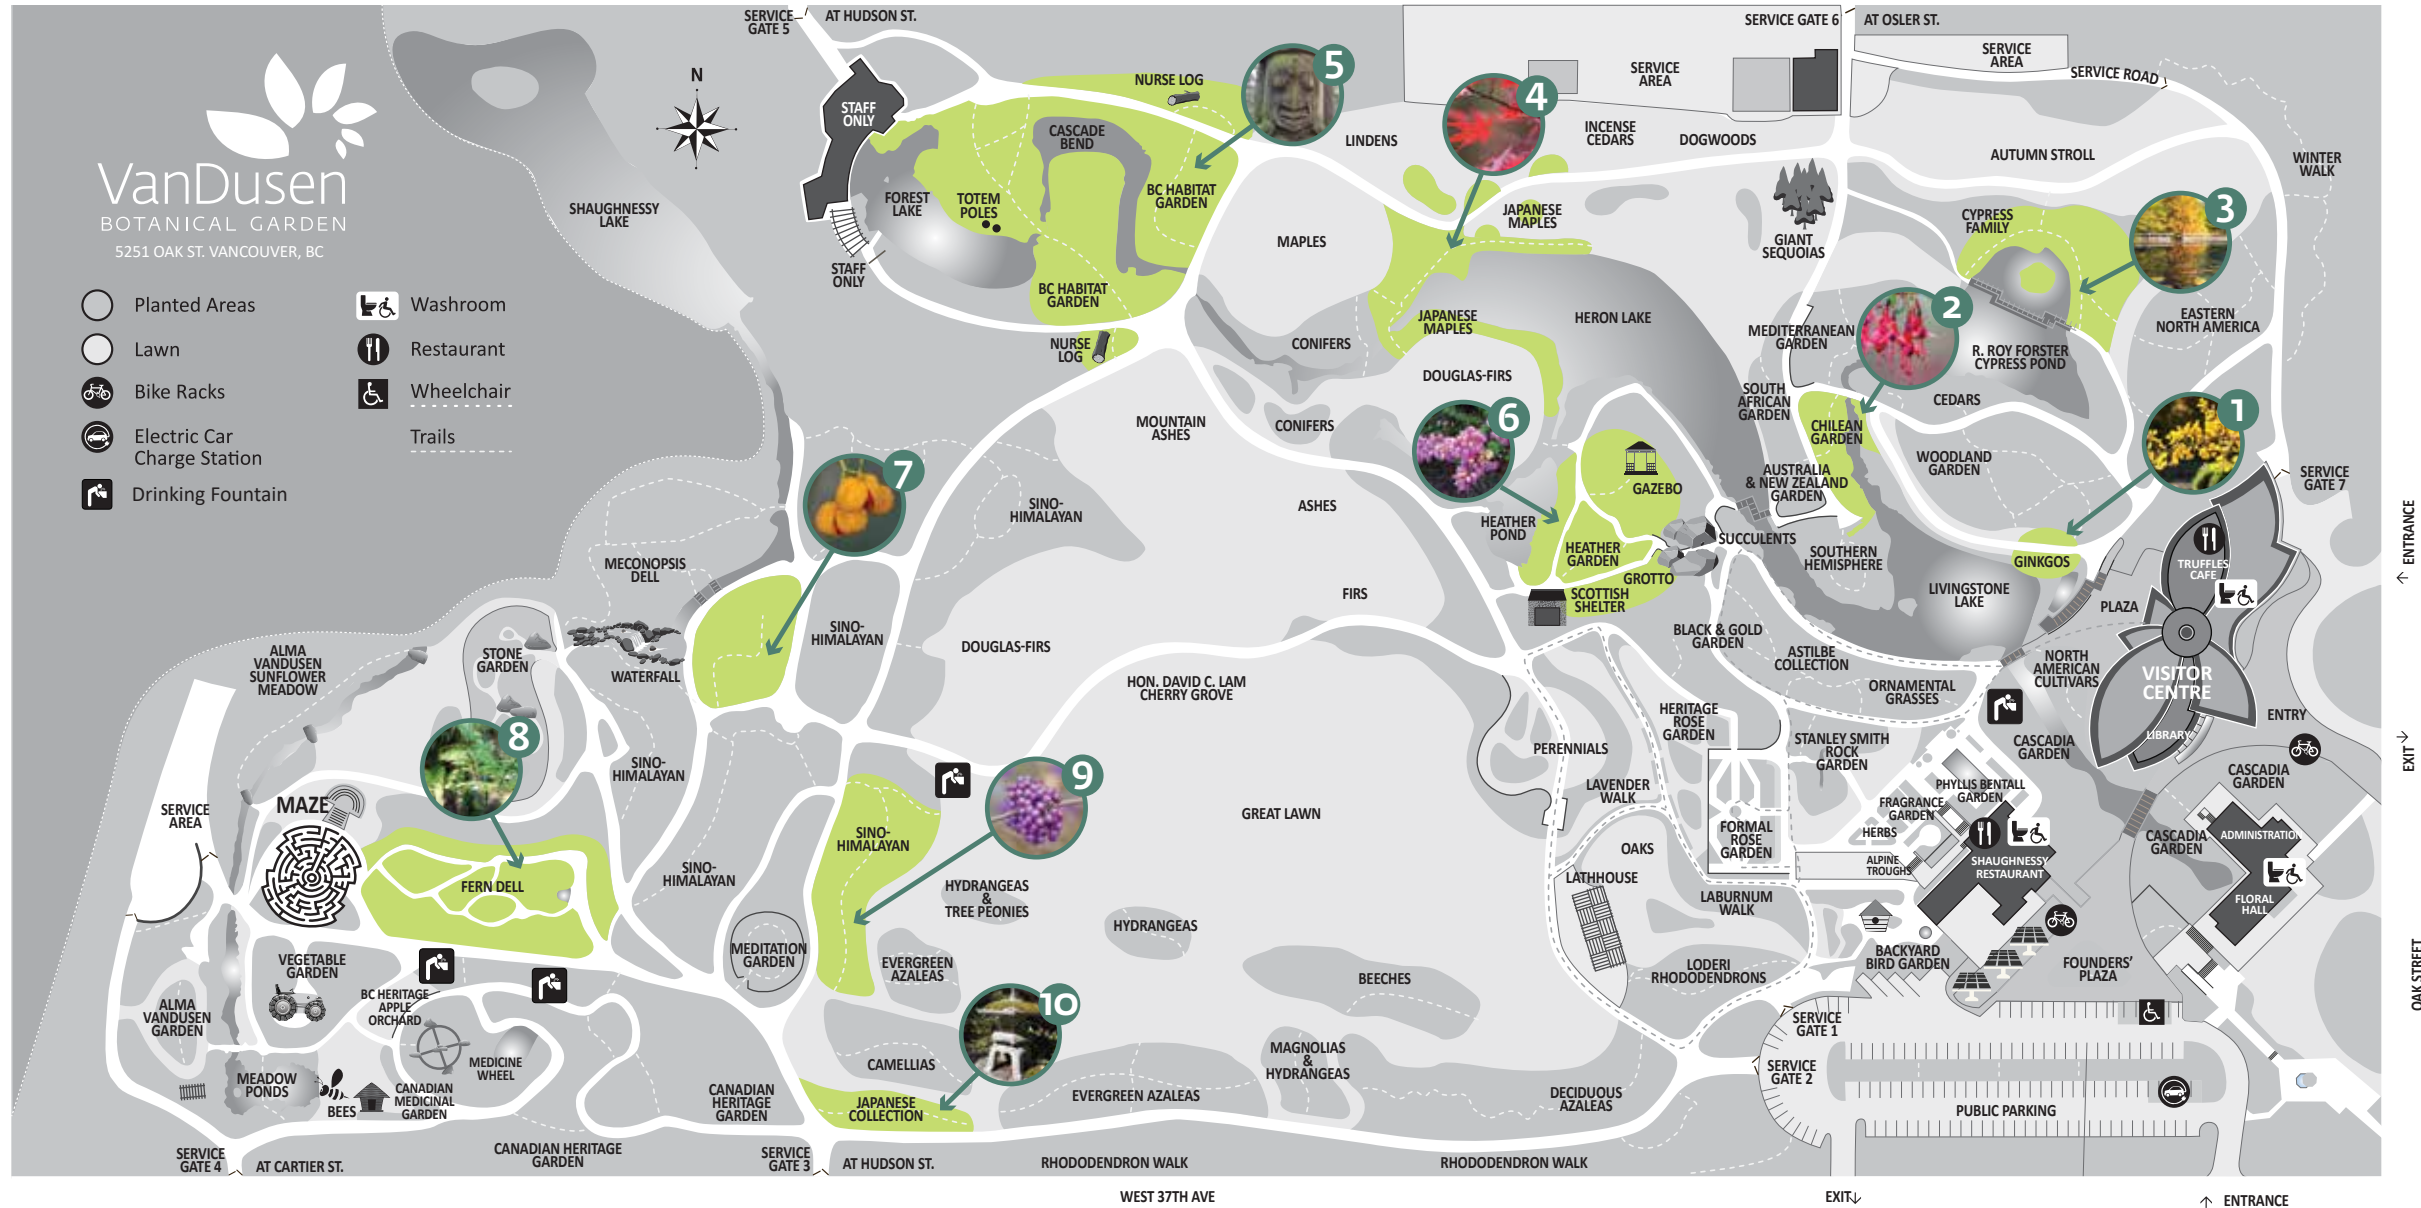 SERVICE
GATE 5
AT HUDSON ST.
SERVICE GATE 6
AT OSLER ST.
SERVICE
AREA
SERVICE ROAD
SERVICE
AREA
N
VanDusen
BOTANICAL GARDEN
5251 OAK ST. VANCOUVER, BC
Planted Areas
Lawn
Bike Racks
Electric Car
Charge Station
Drinking Fountain
Washroom
Restaurant
Wheelchair
Trails
STAFF
ONLY
STAFF
ONLY
SHAUGHNESSY
LAKE
NURSE LOG
5
CASCADE
BEND
FOREST
LAKE
TOTEM
POLES
BC HABITAT
GARDEN
BC HABITAT
GARDEN
NURSE
LOG
LINDENS
4
INCENSE
CEDARS
DOGWOODS
AUTUMN STROLL
WINTER
WALK
MAPLES
JAPANESE
MAPLES
GIANT
SEQUOIAS
CYPRESS
FAMILY
3
JAPANESE
MAPLES
HERON LAKE
MEDITERRANEAN
GARDEN
2
R. ROY FORSTER
CYPRESS POND
EASTERN
NORTH AMERICA
CONIFERS
DOUGLAS-FIRS
SOUTH
AFRICAN
GARDEN
CHILEAN
GARDEN
CEDARS
1
MOUNTAIN
ASHES
CONIFERS
6
GAZEBO
AUSTRALIA
& NEW ZEALAND
GARDEN
WOODLAND
GARDEN
SERVICE
GATE 7
7
SINO-
HIMALAYAN
ASHES
HEATHER
POND
HEATHER
GARDEN
SUCCULENTS
GROTTO
SOUTHERN
HEMISPHERE
GINKGOS
TRUFFLES
CAFE
ENTRANCE
MECONOPSIS
DELL
FIRS
SCOTTISH
SHELTER
LIVINGSTONE
LAKE
PLAZA
SINO-
HIMALAYAN
DOUGLAS-FIRS
BLACK & GOLD
GARDEN
ASTILBE
COLLECTION
NORTH
AMERICAN
CULTIVARS
VISITOR
CENTRE
ALMA
VANDUSEN
SUNFLOWER
MEADOW
STONE
GARDEN
WATERFALL
HON. DAVID C. LAM
CHERRY GROVE
ORNAMENTAL
GRASSES
ENTRY
LIBRARY
8
SINO-
HIMALAYAN
HERITAGE
ROSE
GARDEN
PERENNIALS
STANLEY SMITH
ROCK
GARDEN
CASCADIA
GARDEN
EXIT
CASCADIA
GARDEN
9
LAVENDER
WALK
PHYLLIS BENTALL
GARDEN
FRAGRANCE
GARDEN
SERVICE
AREA
MAZE
SINO-
HIMALAYAN
GREAT LAWN
FORMAL
ROSE
GARDEN
HERBS
CASCADIA
GARDEN
ADMINISTRATION
OAKS
ALPINE
TROUGHS
SHAUGHNESSY
RESTAURANT
FERN DELL
SINO-
HIMALAYAN
HYDRANGEAS
&
TREE PEONIES
LATHHOUSE
LABURNUM
WALK
FLORAL
HALL
HYDRANGEAS
VEGETABLE
GARDEN
MEDITATION
GARDEN
EVERGREEN
AZALEAS
BEECHES
LODERI
RHODODENDRONS
BACKYARD
BIRD GARDEN
FOUNDERS'
PLAZA
OAK STREET
BC HERITAGE
APPLE
ORCHARD
10
ALMA
VANDUSEN
GARDEN
SERVICE
GATE 1
MEDICINE
WHEEL
CAMELLIAS
MAGNOLIAS
&
HYDRANGEAS
SERVICE
GATE 2
MEADOW
PONDS
BEES
CANADIAN
MEDICINAL
GARDEN
CANADIAN
HERITAGE
GARDEN
JAPANESE
COLLECTION
EVERGREEN AZALEAS
DECIDUOUS
AZALEAS
PUBLIC PARKING
SERVICE
GATE 4
AT CARTIER ST.
CANADIAN HERITAGE
GARDEN
SERVICE
GATE 3
AT HUDSON ST.
RHODODENDRON WALK
RHODODENDRON WALK
WEST 37TH AVE
EXIT
ENTRANCE